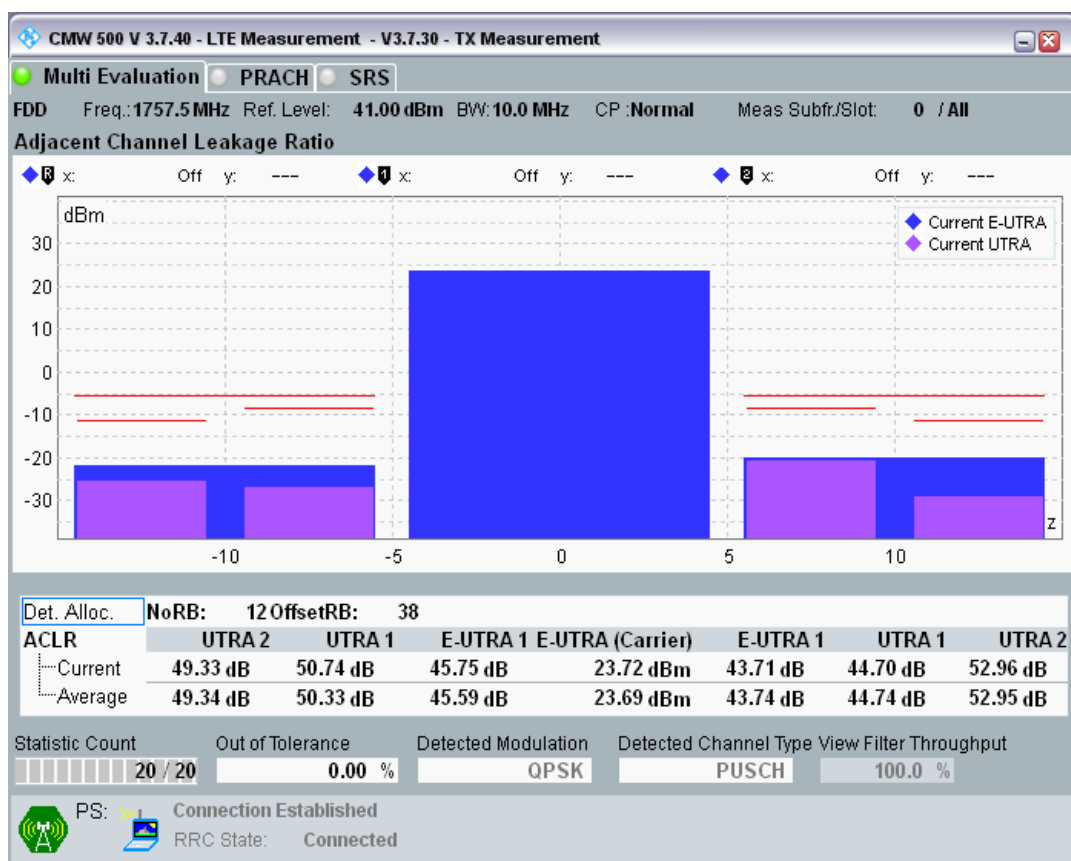 CMW 500 V 3.7.40 - LTE Measurement - V3.7.30 - TX Measurement
Multi Evaluation PRACH SRS
FDD Freq.: 1757.5 MHz Ref. Level: 41.00 dBm BW: 10.0 MHz CP :Normal Meas Subfr./Slot: 0 / All
Adjacent Channel Leakage Ratio
R x: Off y: --- 1 x: Off y: --- 2 x: Off y: ---
dBm
Current E-UTRA
Current UTRA
30
20
10
0
-10
-20
-30
z
-10 -5 0 5 10
Det. Alloc. NoRB: 12 OffsetRB: 38
ACLR UTRA 2 UTRA 1 E-UTRA 1 E-UTRA (Carrier) E-UTRA 1 UTRA 1 UTRA 2
Current 49.33 dB 50.74 dB 45.75 dB 23.72 dBm 43.71 dB 44.70 dB 52.96 dB
Average 49.34 dB 50.33 dB 45.59 dB 23.69 dBm 43.74 dB 44.74 dB 52.95 dB
Statistic Count Out of Tolerance Detected Modulation Detected Channel Type View Filter Throughput
20 / 20 0.00 % QPSK PUSCH 100.0 %
PS: Connection Established
RRC State: Connected